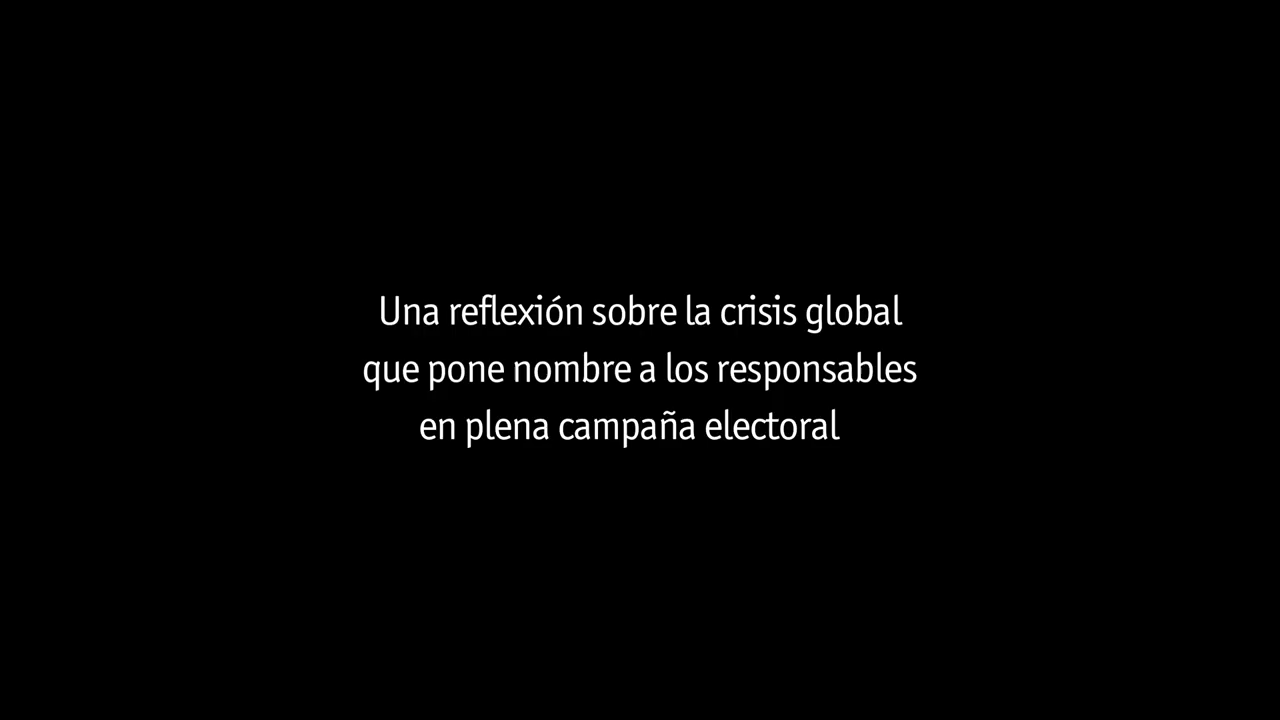 Una reflexión sobre la crisis global
que pone nombre a los responsables
en plena campaña electoral